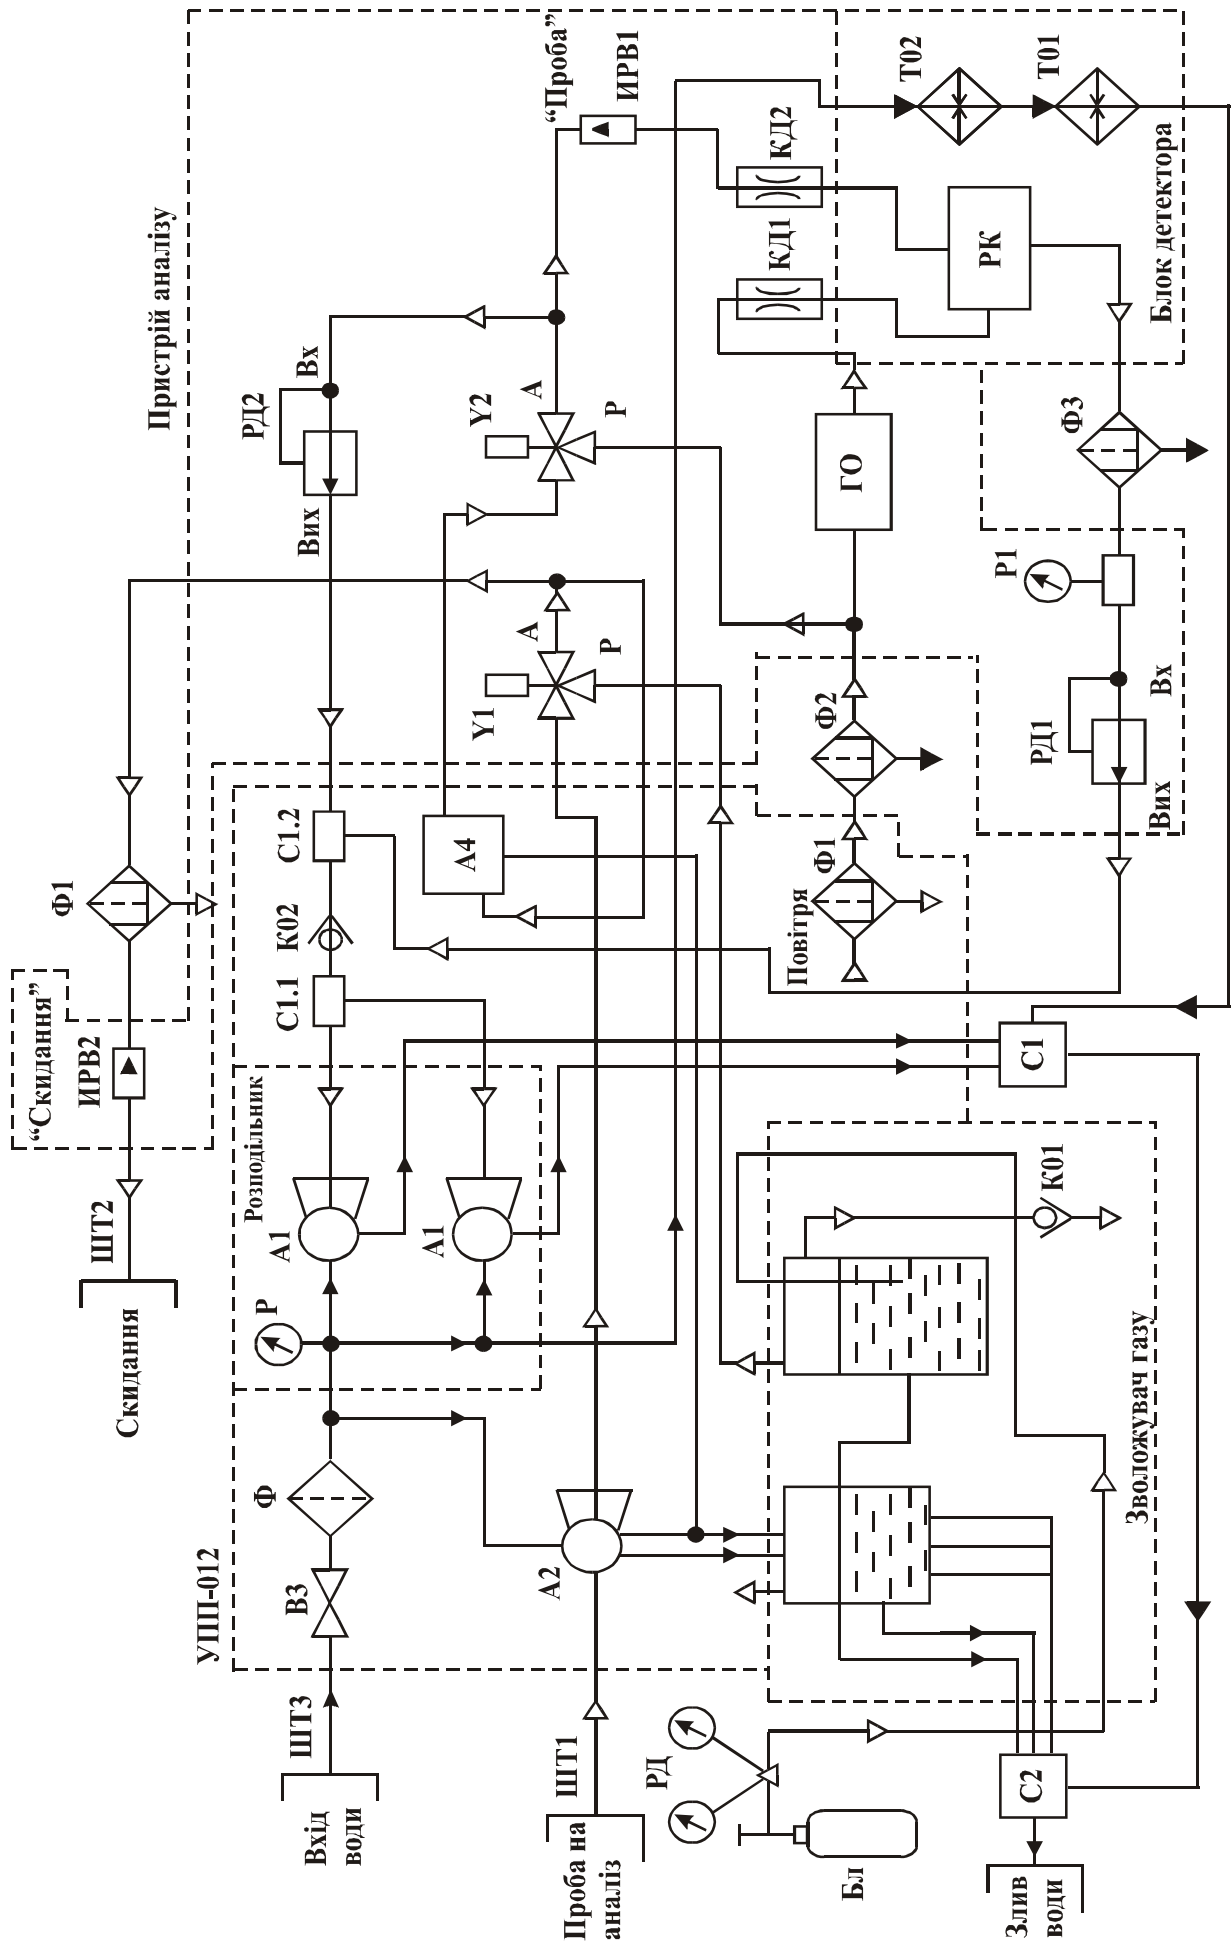 Пристрій аналізу
“Проба”
ИРВ1
Т02
Т01
КД2
КД1
РК
Блок детектора
РД2
Вх
Вих
Y2
А
Р
ГО
Ф3
Р1
Y1
А
Р
Ф2
Вх
РД1
Вих
Ф1
С1.2
К02
С1.1
А4
Ф1
Повітря
“Скидання”
ИРВ2
ШТ2
Скидання
Розподільник
А1
А1
Р
С1
К01
Зволожувач газу
Ф
В3
УПП-012
А2
ШТ3
Вхід
води
ШТ1
Проба на
аналіз
РД
Бл
С2
Злив
води